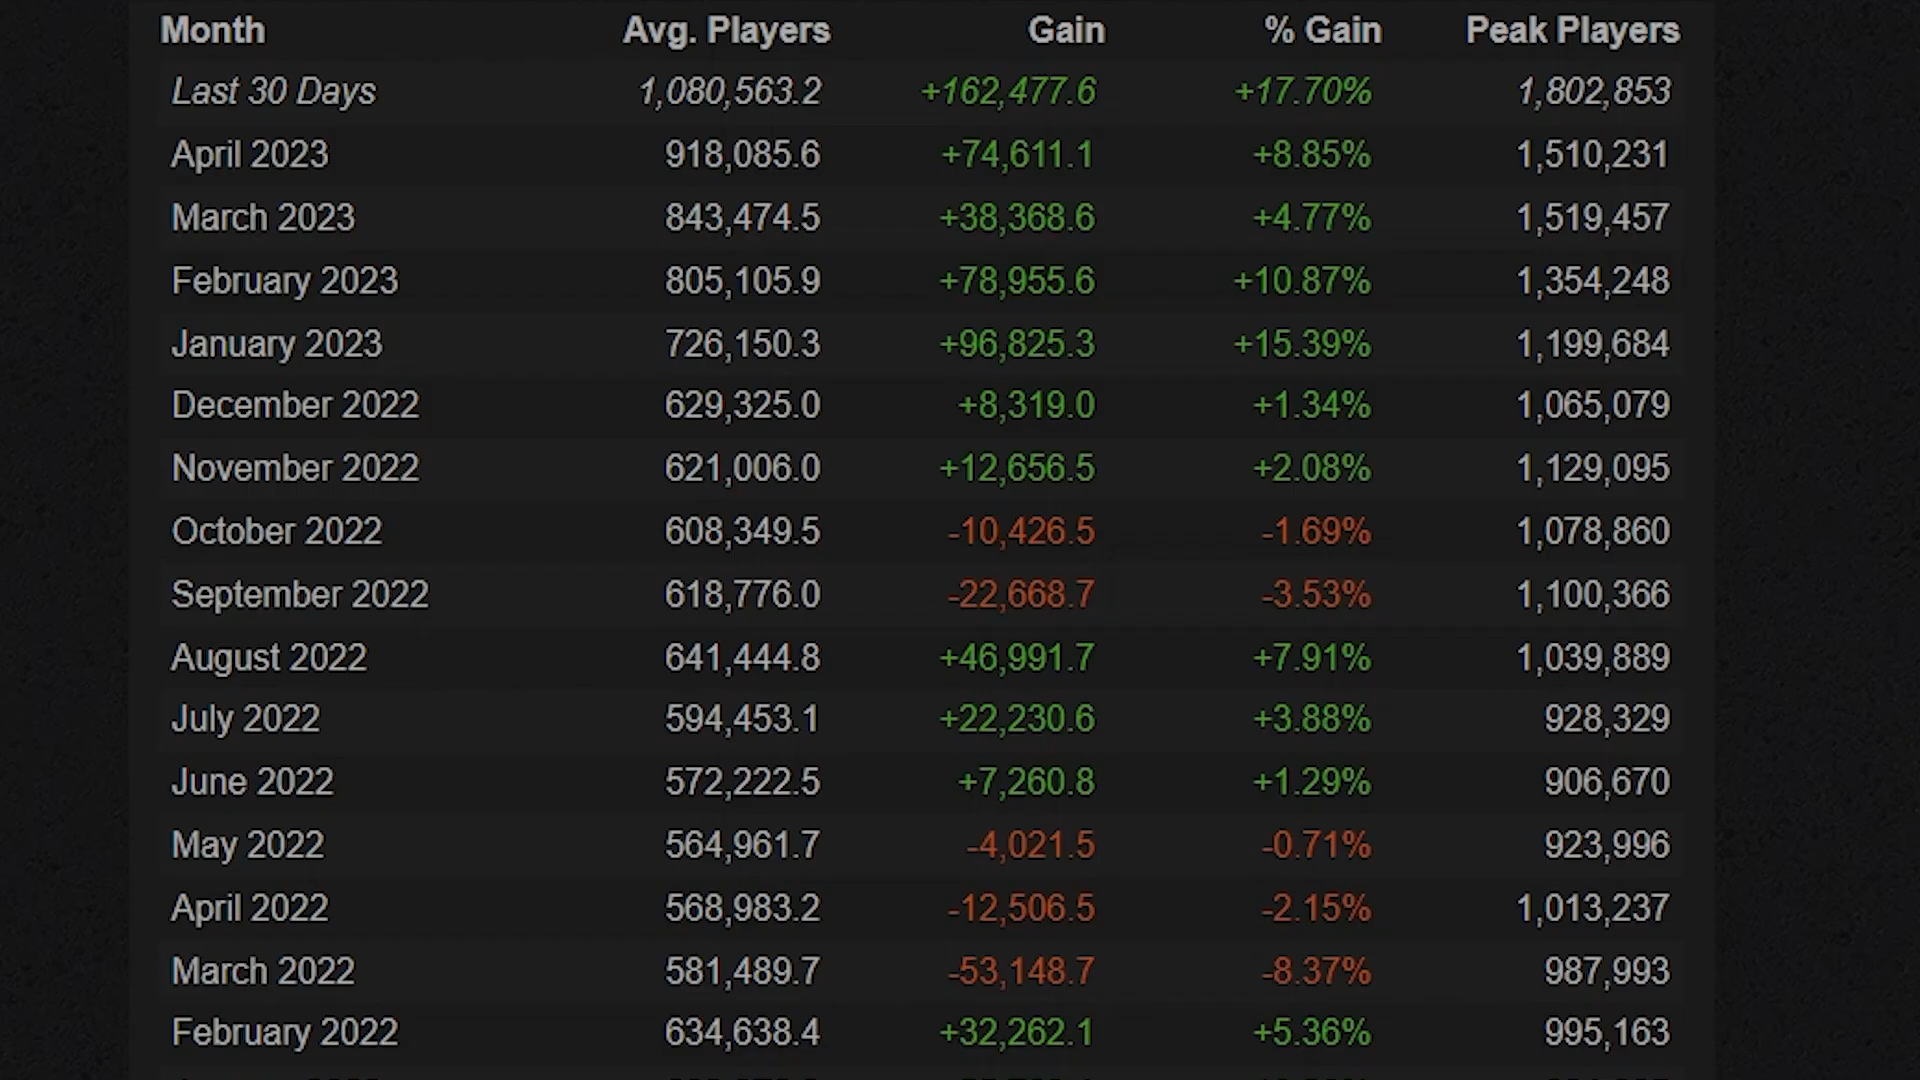 Month Avg. Players Gain % Gain Peak Players
Last 30 Days 1,080,563.2 +162,477.6 +17.70% 1,802,853
April 2023 918,085.6 +74,611.1 +8.85% 1,510,231
March 2023 843,474.5 +38,368.6 +4.77% 1,519,457
February 2023 805,105.9 +78,955.6 +10.87% 1,354,248
January 2023 726,150.3 +96,825.3 +15.39% 1,199,684
December 2022 629,325.0 +8,319.0 +1.34% 1,065,079
November 2022 621,006.0 +12,656.5 +2.08% 1,129,095
October 2022 608,349.5 -10,426.5 -1.69% 1,078,860
September 2022 618,776.0 -22,668.7 -3.53% 1,100,366
August 2022 641,444.8 +46,991.7 +7.91% 1,039,889
July 2022 594,453.1 +22,230.6 +3.88% 928,329
June 2022 572,222.5 +7,260.8 +1.29% 906,670
May 2022 564,961.7 -4,021.5 -0.71% 923,996
April 2022 568,983.2 -12,506.5 -2.15% 1,013,237
March 2022 581,489.7 -53,148.7 -8.37% 987,993
February 2022 634,638.4 +32,262.1 +5.36% 995,163